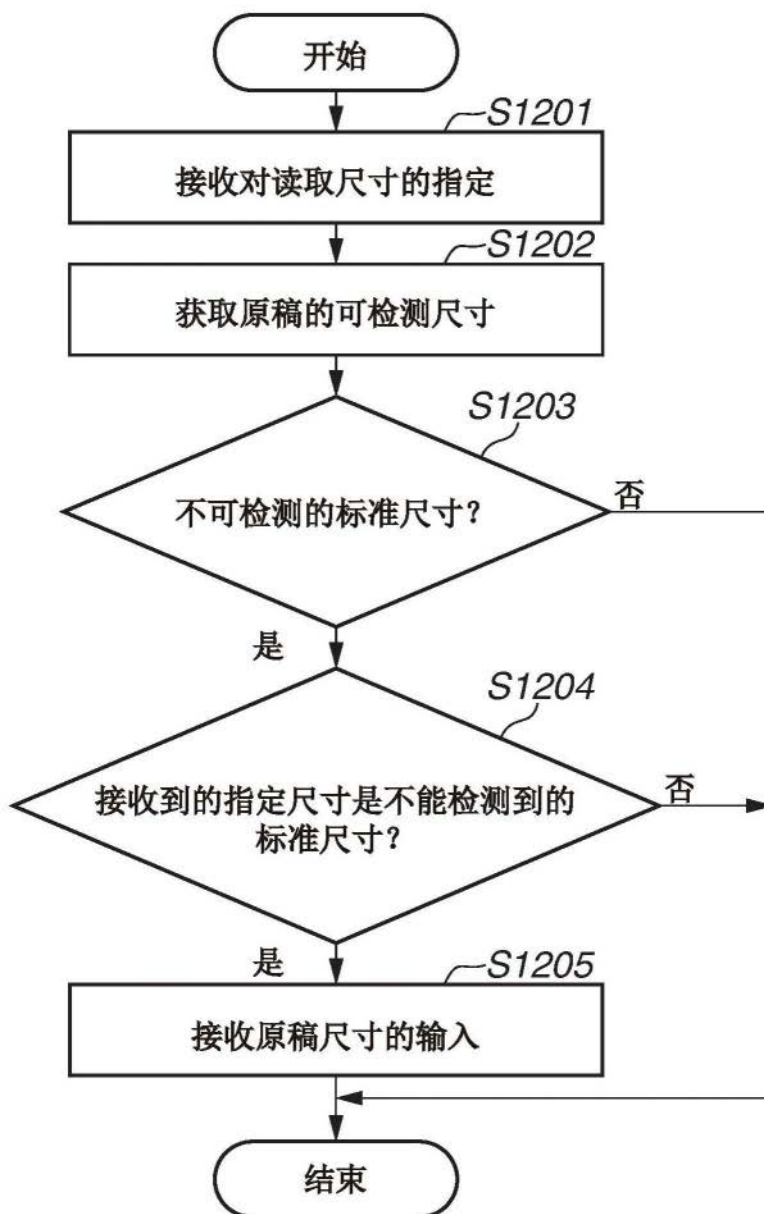 开始
S1201
接收对读取尺寸的指定
S1202
获取原稿的可检测尺寸
S1203
不可检测的标准尺寸？
否
是
S1204
接收到的指定尺寸是不能检测到的
标准尺寸？
否
是
S1205
接收原稿尺寸的输入
结束